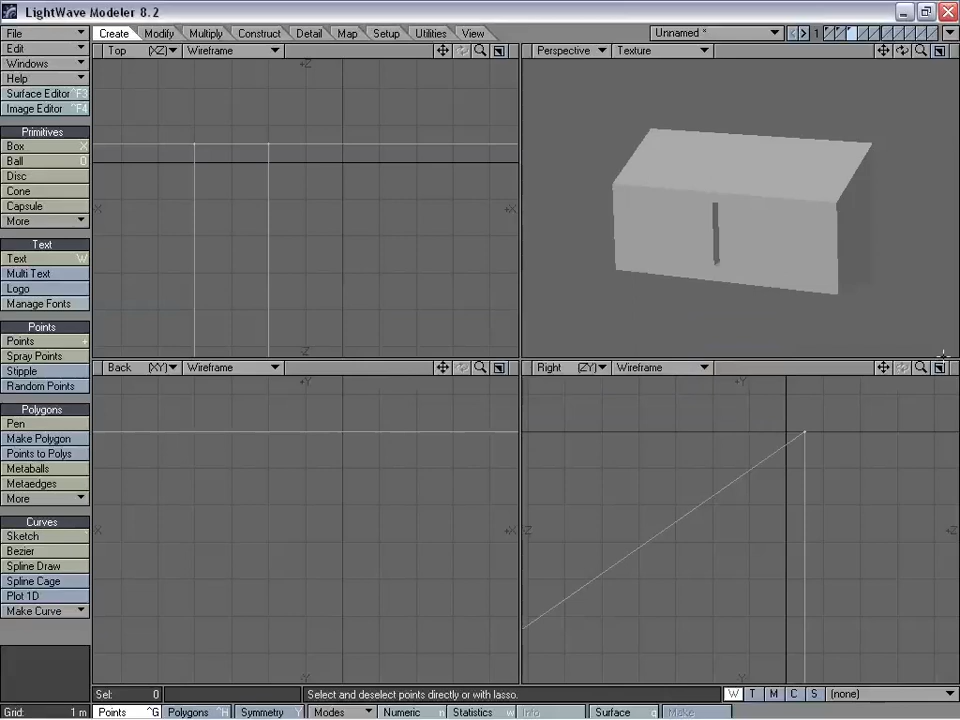 LightWave Modeler 8.2
File Create Modify Multiply Construct Detail Map Setup Utilities View Unnamed * 1
Edit Top (XZ) Wireframe Perspective Texture
Windows
Help
Surface Editor ^F3
Image Editor ^F4
Primitives
Box X
Ball O
Disc
Cone
Capsule
More
Text
Text W
Multi Text
Logo
Manage Fonts
Points
Points +
Spray Points
Stipple
Random Points
Polygons
Pen
Make Polygon
Points to Polys
Metaballs
Metaedges
More
Curves
Sketch
Bezier
Spline Draw
Spline Cage
Plot 1D
Make Curve
+Z
X
+X
-Z
Back (XY) Wireframe Right (ZY) Wireframe
+Y
+Y
X
+X
-Z
+Z
-Y
Sel: 0 Select and deselect points directly or with lasso. W T M C S (none)
Grid: 1 m Points ^G Polygons ^H Symmetry Y Modes Numeric n Statistics w Info i Surface q Make